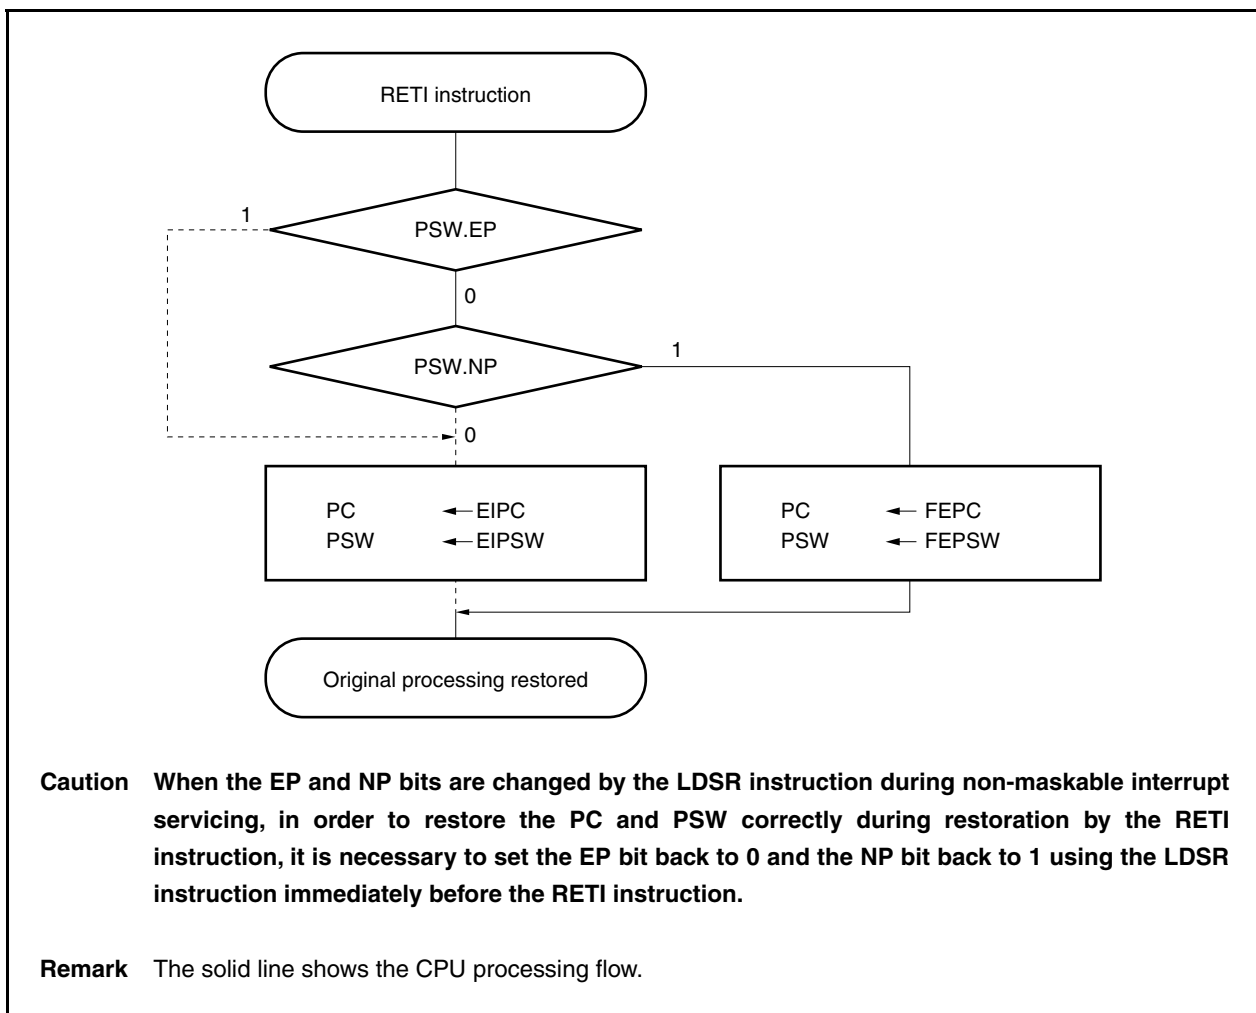 RETI instruction
1
PSW.EP
0
PSW.NP
1
0
PC ← EIPC
PSW ← EIPSW
PC ← FEPC
PSW ← FEPSW
Original processing restored
Caution When the EP and NP bits are changed by the LDSR instruction during non-maskable interrupt
servicing, in order to restore the PC and PSW correctly during restoration by the RETI
instruction, it is necessary to set the EP bit back to 0 and the NP bit back to 1 using the LDSR
instruction immediately before the RETI instruction.
Remark The solid line shows the CPU processing flow.